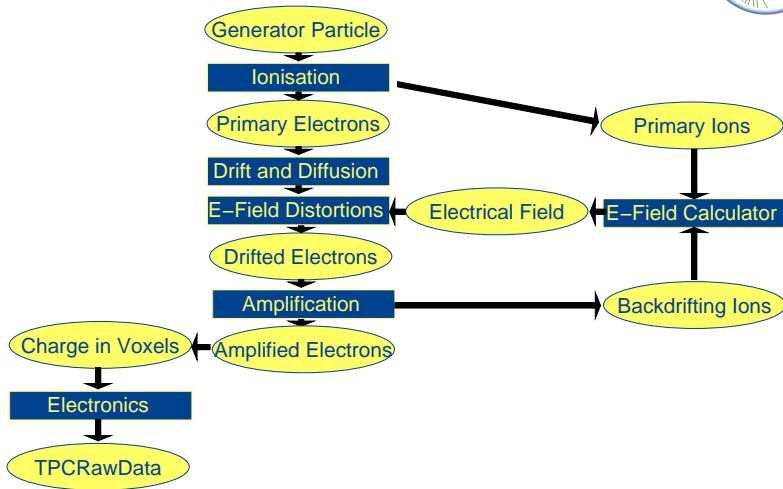 Generator Particle
Ionisation
Primary Electrons
Primary Ions
Drift and Diffusion
E−Field Distortions
Electrical Field
E−Field Calculator
Drifted Electrons
Amplification
Backdrifting Ions
Charge in Voxels
Amplified Electrons
Electronics
TPCRawData